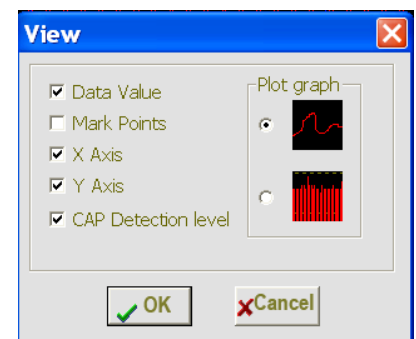 View
Data Value
Mark Points
X Axis
Y Axis
CAP Detection level
Plot graph
OK
Cancel